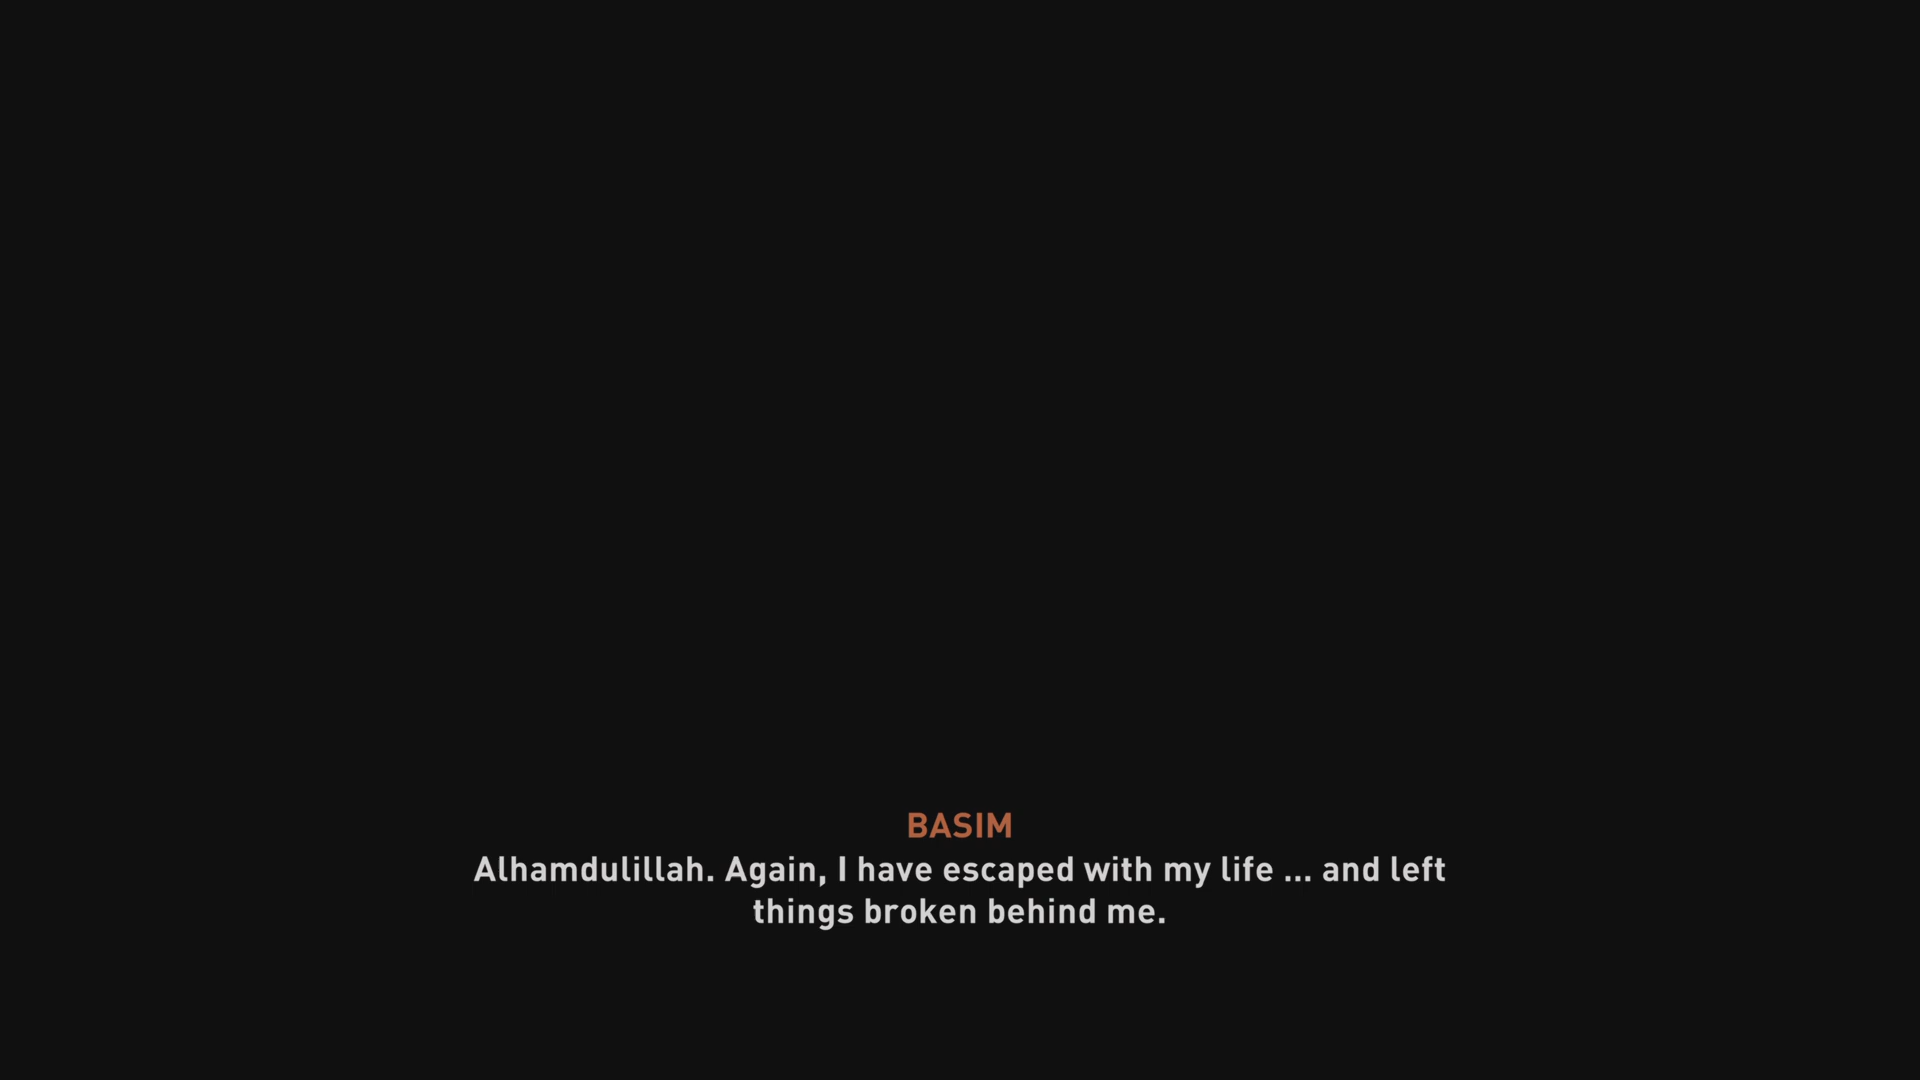 BASIM
Alhamdulillah. Again, I have escaped with my life ... and left
things broken behind me.